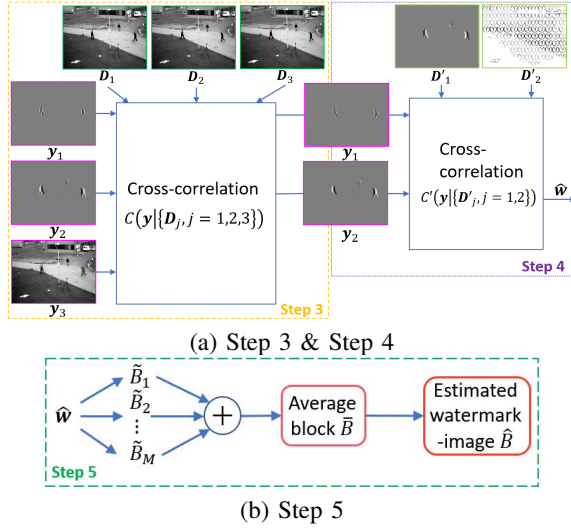 D₁ D₂ D₃
D'₁ D'₂
y₁
y₂
y₃
Cross-correlation
C(y|{Dⱼ, j = 1,2,3})
Step 3
y₁
y₂
Cross-
correlation
C'(y|{D'ⱼ, j = 1,2})
ŵ
Step 4
(a) Step 3 & Step 4
ŵ
B̃₁
B̃₂
⋮
B̃_M
+
Average
block B̄
Estimated
watermark
-image B̂
Step 5
(b) Step 5